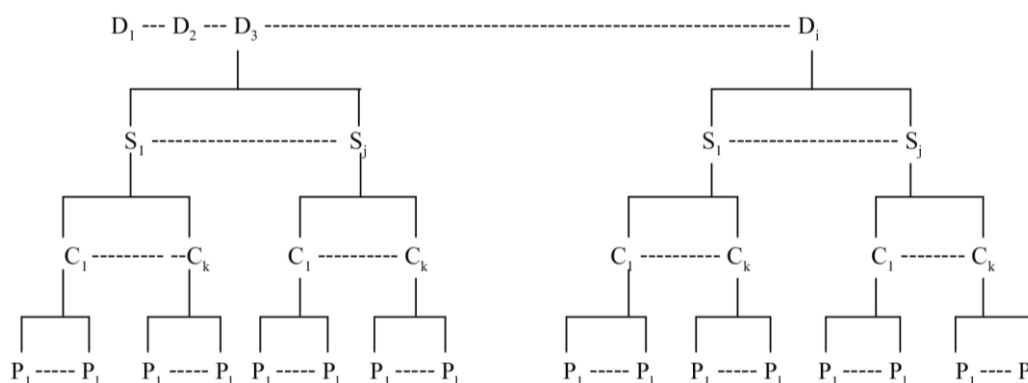 D₁ --- D₂ --- D₃ ------------------------------------------------------------ Dᵢ
S₁ ----------------------- Sⱼ S₁ --------------------- Sⱼ
C₁ --------- --Cₖ C₁ ---------- Cₖ C₁ ---------- Cₖ C₁ -------- Cₖ
P₁ ----- P₁ P₁ ----- P₁ P₁ ----- P₁ P₁ ----- P₁ P₁ ----- P₁ P₁ ----- P₁ P₁ ----- P₁ P₁ ---- P